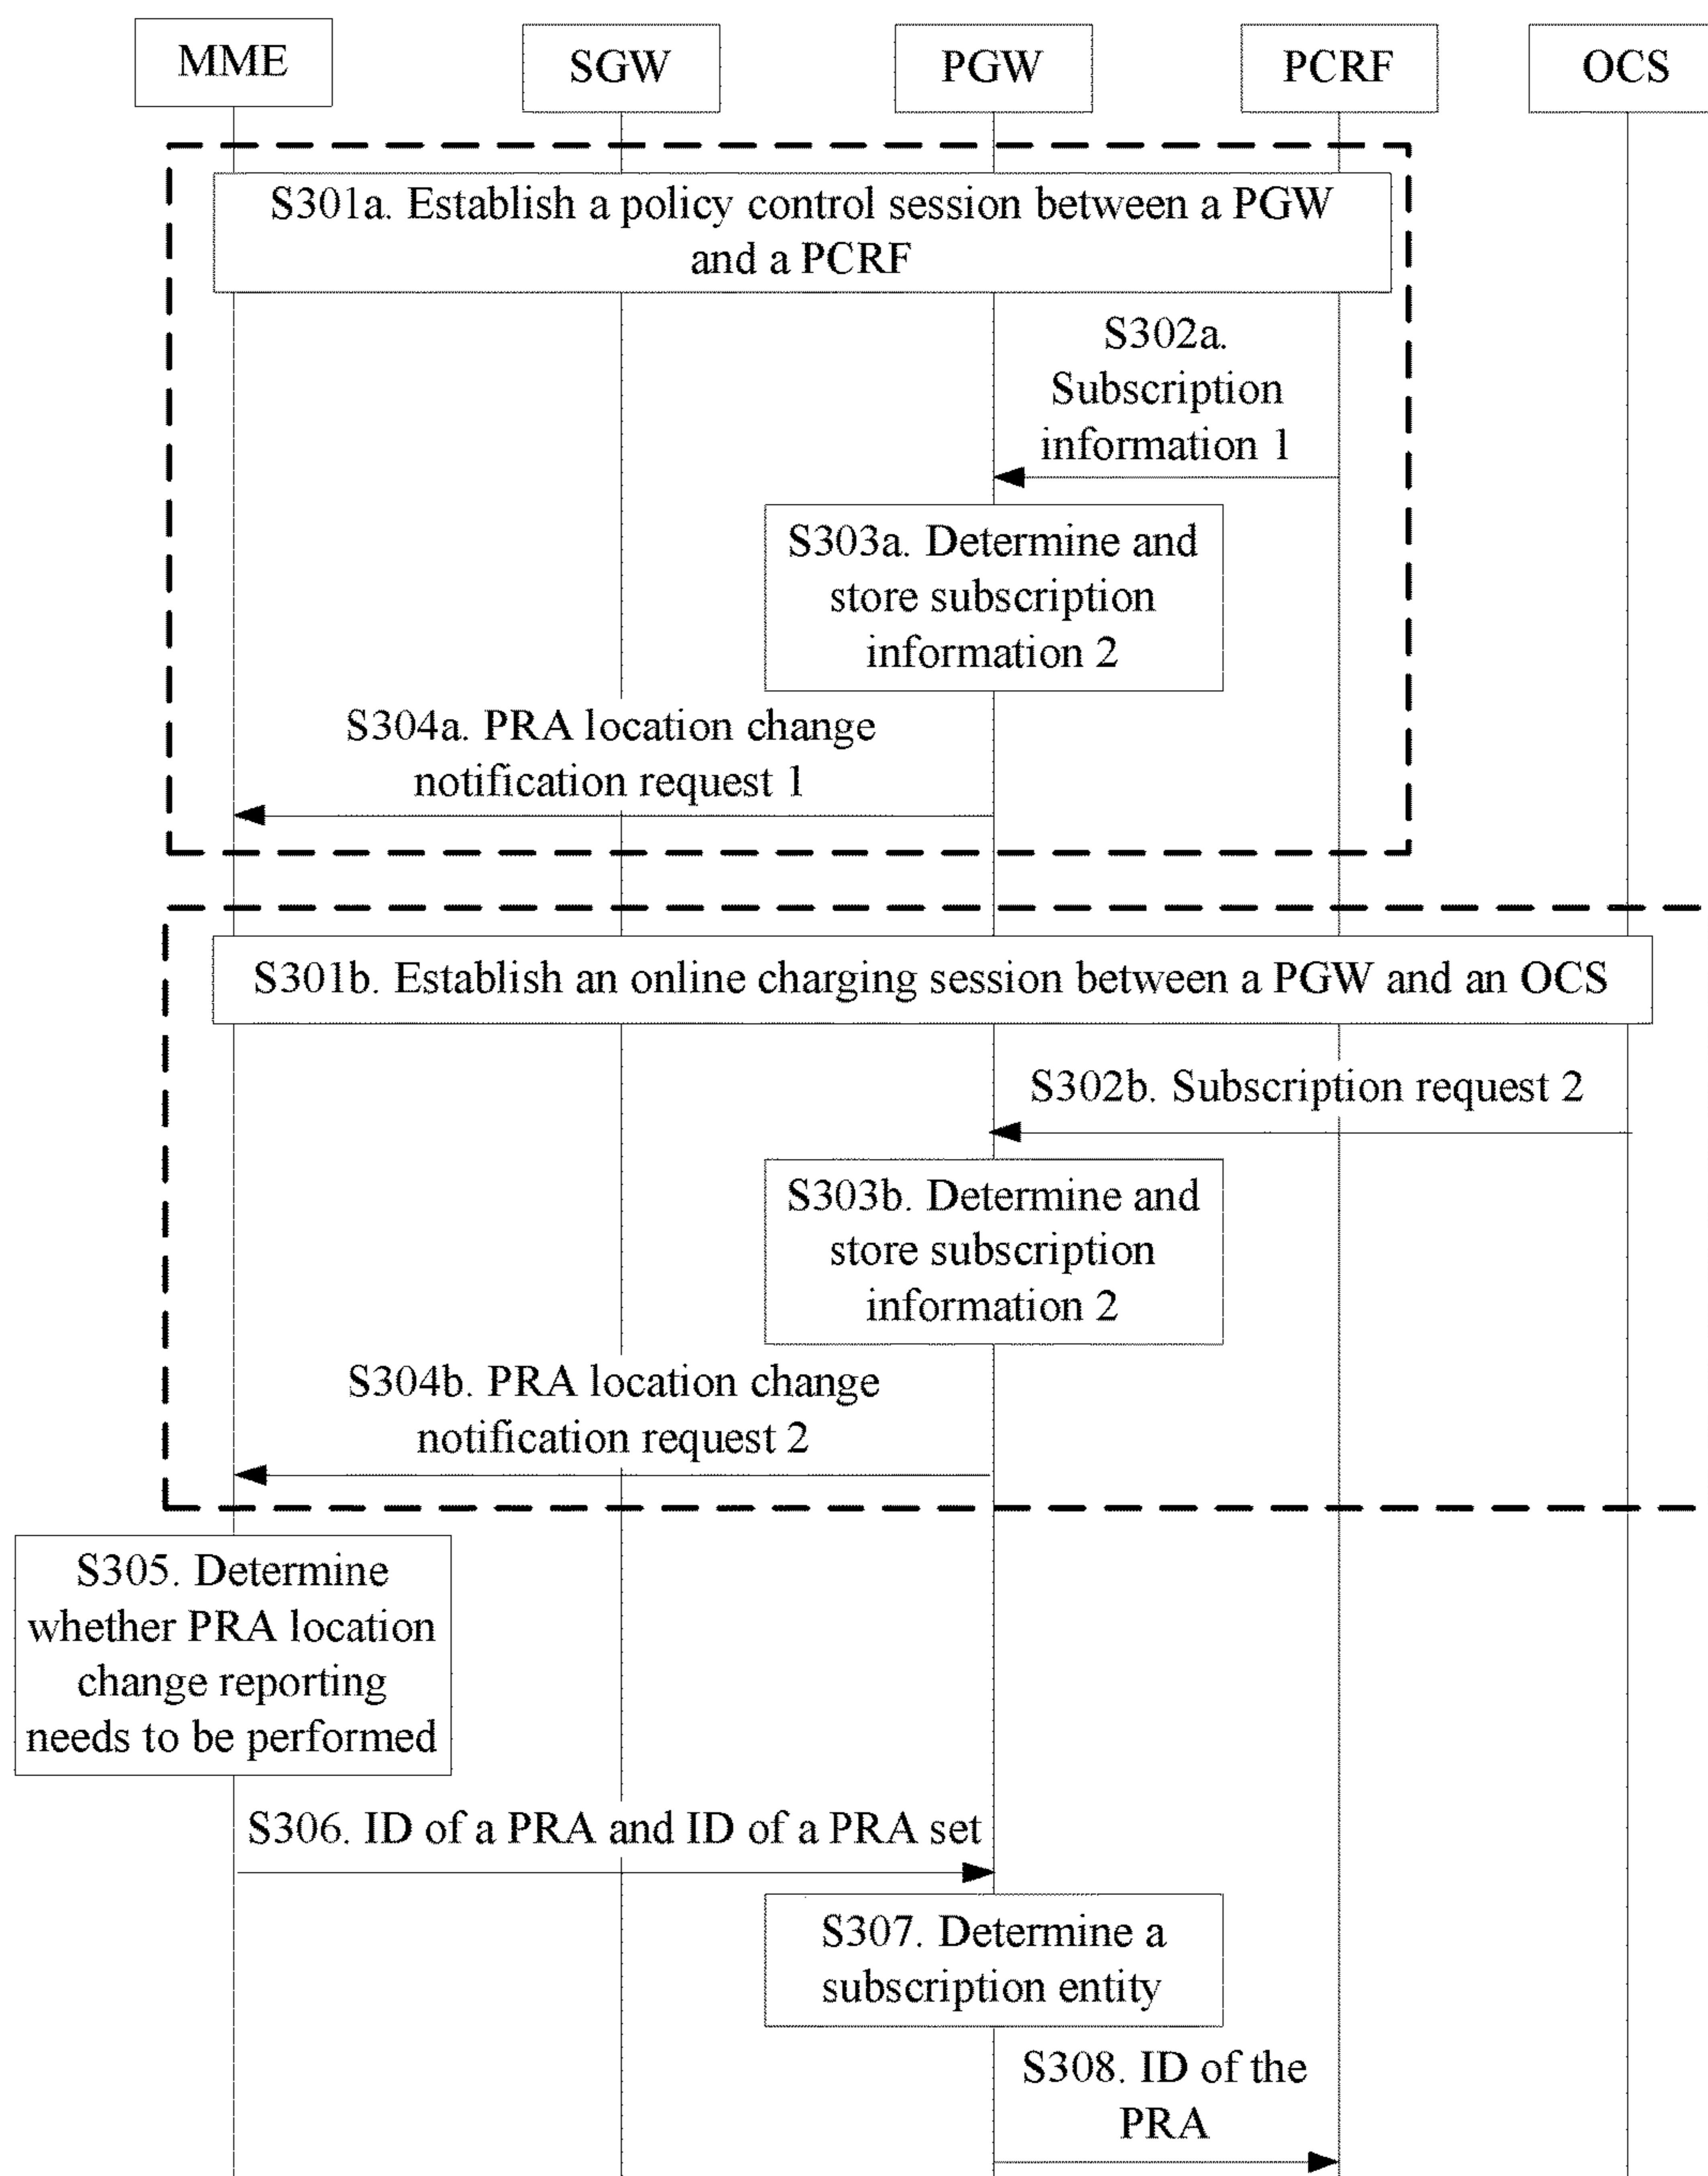 MME
SGW
PGW
PCRF
OCS
S301a. Establish a policy control session between a PGW
and a PCRF
S302a.
Subscription
information 1
S303a. Determine and
store subscription
information 2
S304a. PRA location change
notification request 1
S301b. Establish an online charging session between a PGW and an OCS
S302b. Subscription request 2
S303b. Determine and
store subscription
information 2
S304b. PRA location change
notification request 2
S305. Determine
whether PRA location
change reporting
needs to be performed
S306. ID of a PRA and ID of a PRA set
S307. Determine a
subscription entity
S308. ID of the
PRA